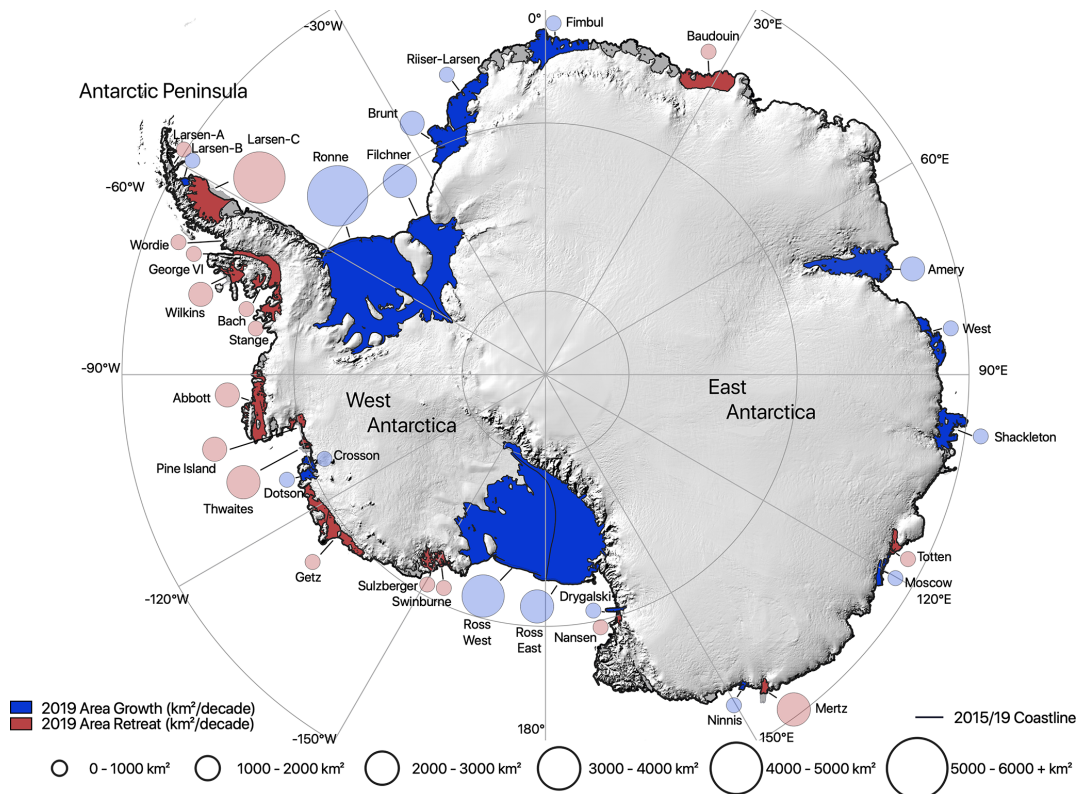 0°
Fimbul
-30°W
30°E
Baudouin
Riiser-Larsen
Antarctic Peninsula
Brunt
Larsen-A
Larsen-C
Larsen-B
Ronne
Filchner
60°E
-60°W
Wordie
George VI
Amery
Wilkins
Bach
West
Stange
-90°W
90°E
East
Antarctica
West
Antarctica
Abbott
Shackleton
Crosson
Pine Island
Dotson
Thwaites
Totten
Getz
Moscow
Sulzberger
Swinburne
Drygalski
120°E
-120°W
Ross
West
Ross
East
Nansen
2019 Area Growth (km²/decade)
2019 Area Retreat (km²/decade)
Ninnis
Mertz
2015/19 Coastline
180°
-150°W
150°E
0 - 1000 km²
1000 - 2000 km²
2000 - 3000 km²
3000 - 4000 km²
4000 - 5000 km²
5000 - 6000 + km²